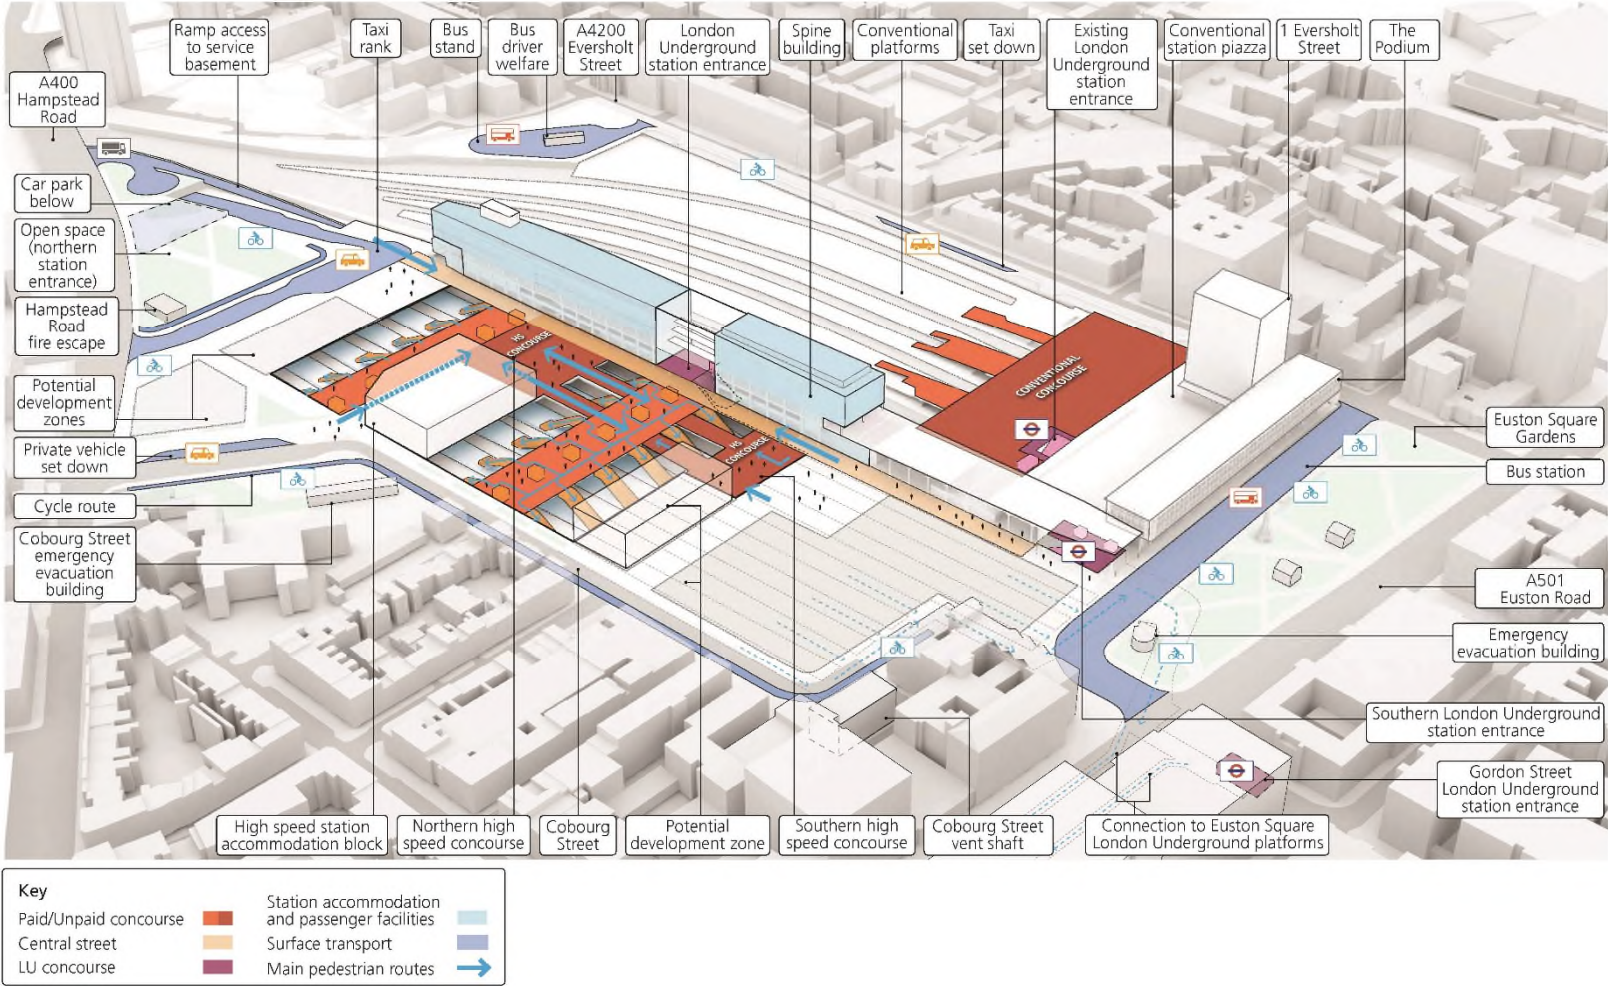 Ramp access
to service
basement
Taxi
rank
Bus
stand
Bus
driver
welfare
A4200
Eversholt
Street
London
Underground
station entrance
Spine
building
Conventional
platforms
Taxi
set down
Existing
London
Underground
station
entrance
Conventional
station piazza
1 Eversholt
Street
The
Podium
A400
Hampstead
Road
Car park
below
Open space
(northern
station
entrance)
Hampstead
Road
fire escape
Potential
development
zones
Private vehicle
set down
Cycle route
Cobourg Street
emergency
evacuation
building
HS
CONCOURSE
HS
CONCOURSE
CONVENTIONAL
CONCOURSE
Euston Square
Gardens
Bus station
A501
Euston Road
Emergency
evacuation building
Southern London Underground
station entrance
Gordon Street
London Underground
station entrance
High speed station
accommodation block
Northern high
speed concourse
Cobourg
Street
Potential
development zone
Southern high
speed concourse
Cobourg Street
vent shaft
Connection to Euston Square
London Underground platforms
Key
Paid/Unpaid concourse
Central street
LU concourse
Station accommodation
and passenger facilities
Surface transport
Main pedestrian routes